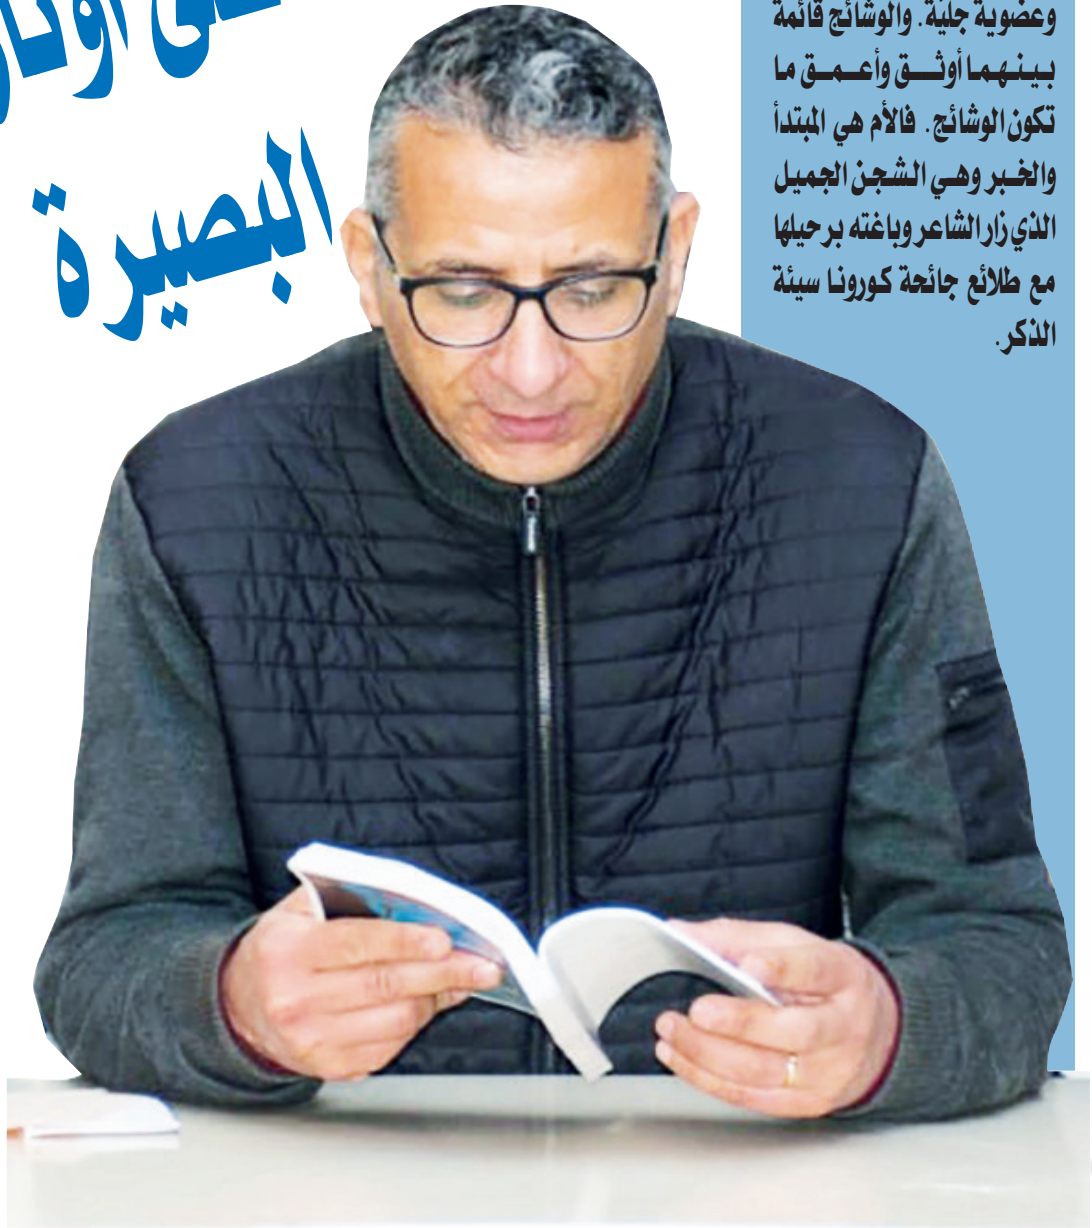 البصيرة
وعضوية جلية. والوشائج قائمة
بينهما أوثق وأعمق ما
تكون الوشائج. فالأم هي المبتدأ
والخبر وهي الشجن الجميل
الذي زار الشاعر وباغته برحيلها
مع طلائع جائحة كورونا سيئة
الذكر.